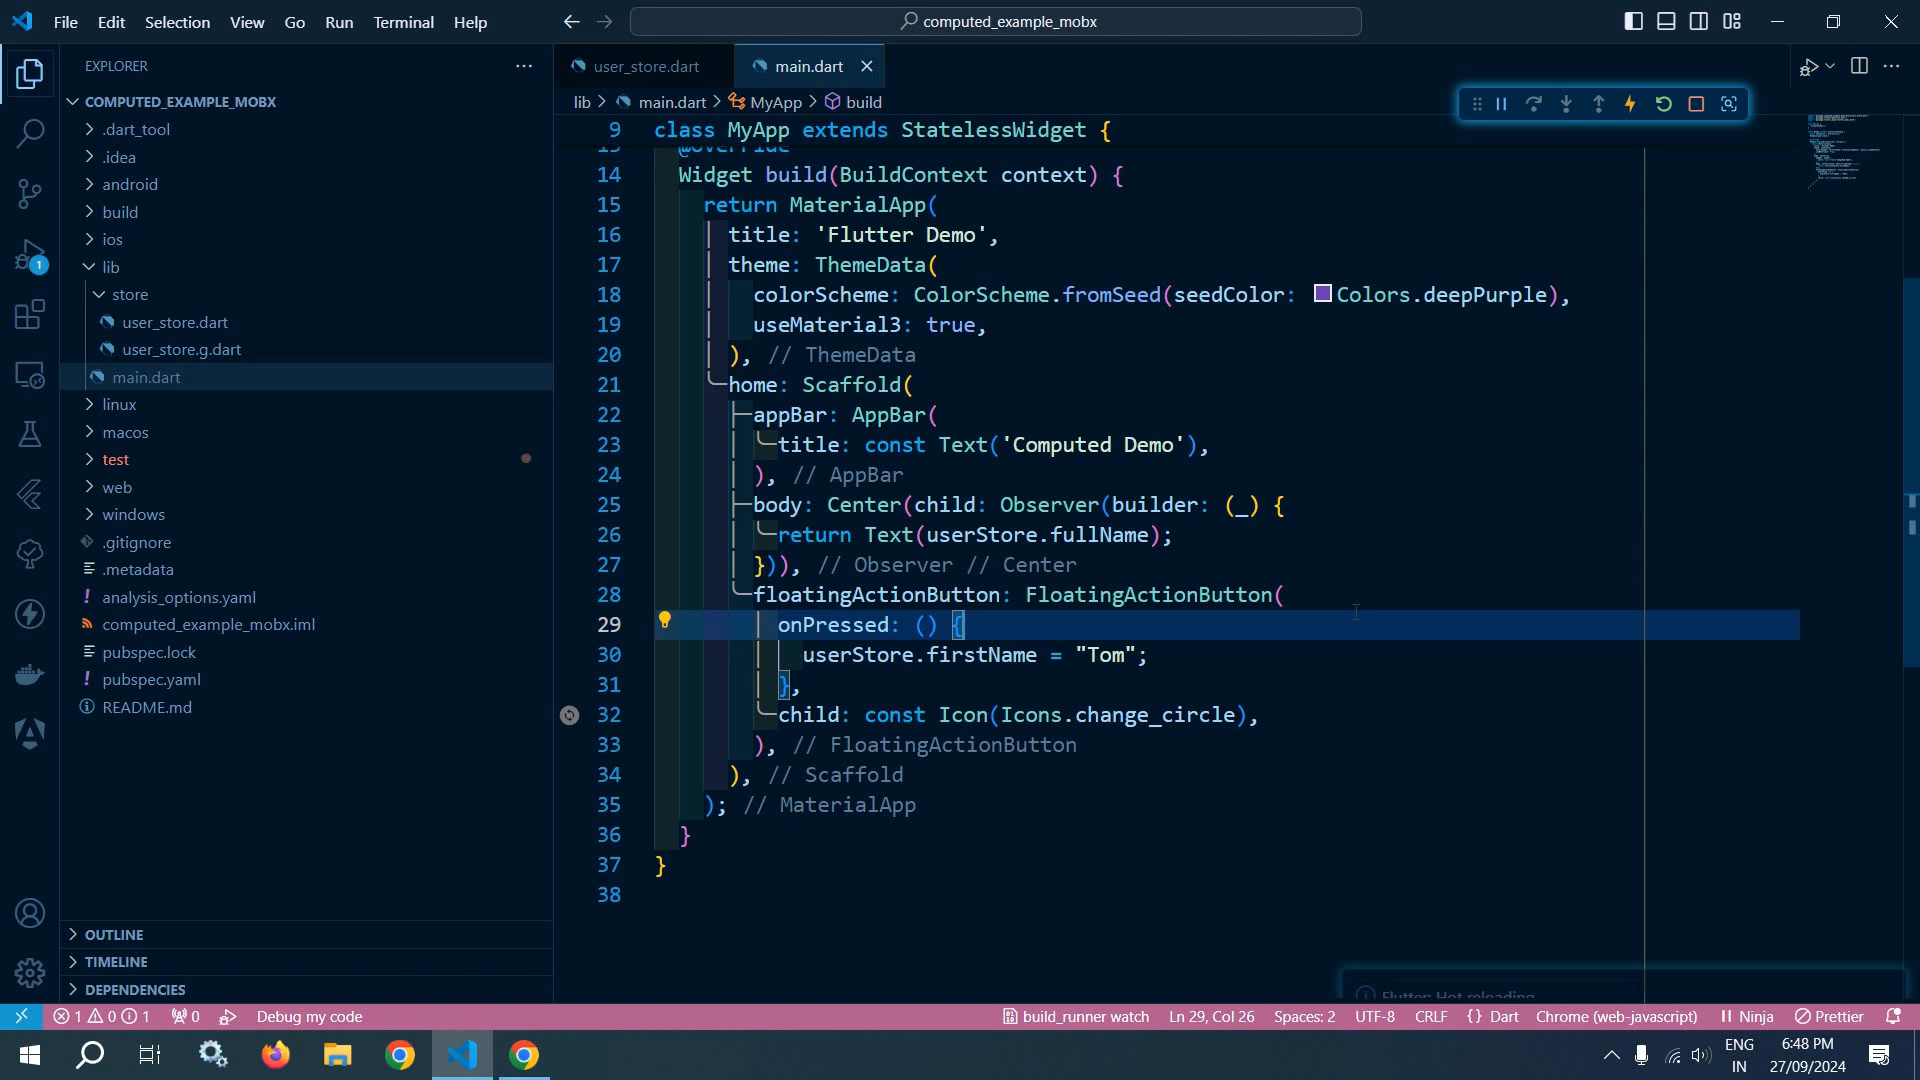 File Edit Selection View Go Run Terminal Help
computed_example_mobx
EXPLORER
COMPUTED_EXAMPLE_MOBX
.dart_tool
.idea
android
build
ios
lib
store
user_store.dart
user_store.g.dart
main.dart
linux
macos
test
web
windows
.gitignore
.metadata
analysis_options.yaml
computed_example_mobx.iml
pubspec.lock
pubspec.yaml
README.md
OUTLINE
TIMELINE
DEPENDENCIES
user_store.dart main.dart
lib > main.dart > MyApp > build
9 class MyApp extends StatelessWidget {
13 @override
14 Widget build(BuildContext context) {
15 return MaterialApp(
16 title: 'Flutter Demo',
17 theme: ThemeData(
18 colorScheme: ColorScheme.fromSeed(seedColor: Colors.deepPurple),
19 useMaterial3: true,
20 ), // ThemeData
21 home: Scaffold(
22 appBar: AppBar(
23 title: const Text('Computed Demo'),
24 ), // AppBar
25 body: Center(child: Observer(builder: (_) {
26 return Text(userStore.fullName);
27 })), // Observer // Center
28 floatingActionButton: FloatingActionButton(
29 onPressed: () {
30 userStore.firstName = "Tom";
31 },
32 child: const Icon(Icons.change_circle),
33 ), // FloatingActionButton
34 ), // Scaffold
35 ); // MaterialApp
36 }
37 }
38
Flutter: Hot reloading
1 0 1 0 Debug my code build_runner watch Ln 29, Col 26 Spaces: 2 UTF-8 CRLF {} Dart Chrome (web-javascript) Ninja Prettier
ENG
IN
6:48 PM
27/09/2024